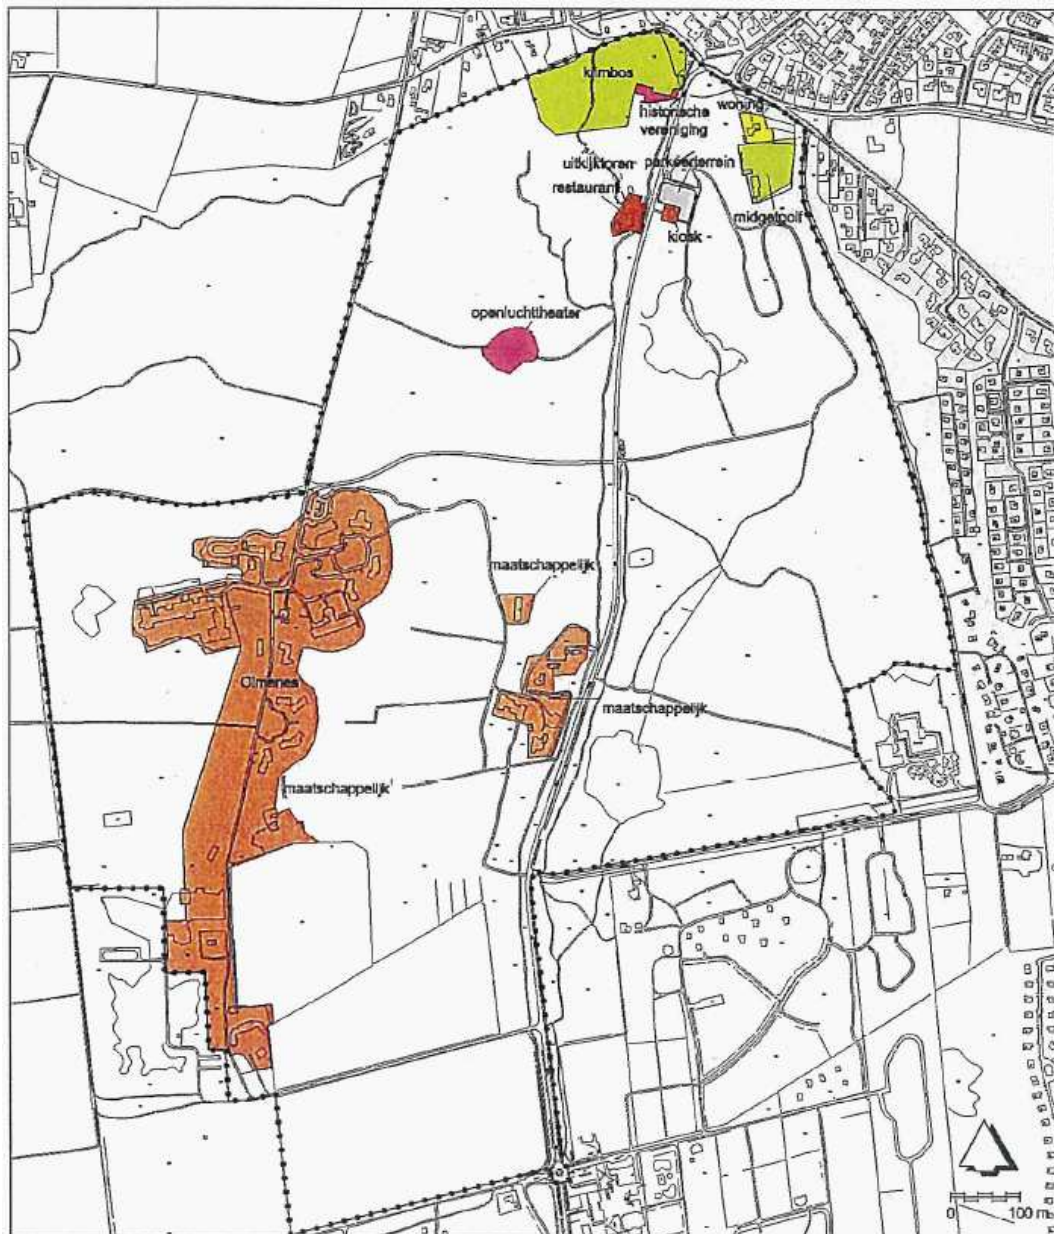 klimbos
historische
vereniging
woning
uitkijktoren
parkeerterrein
restaurant
midgetgolf
kiosk
openluchttheater
maatschappelijk
Olmenes
maatschappelijk
maatschappelijk
0 100 m